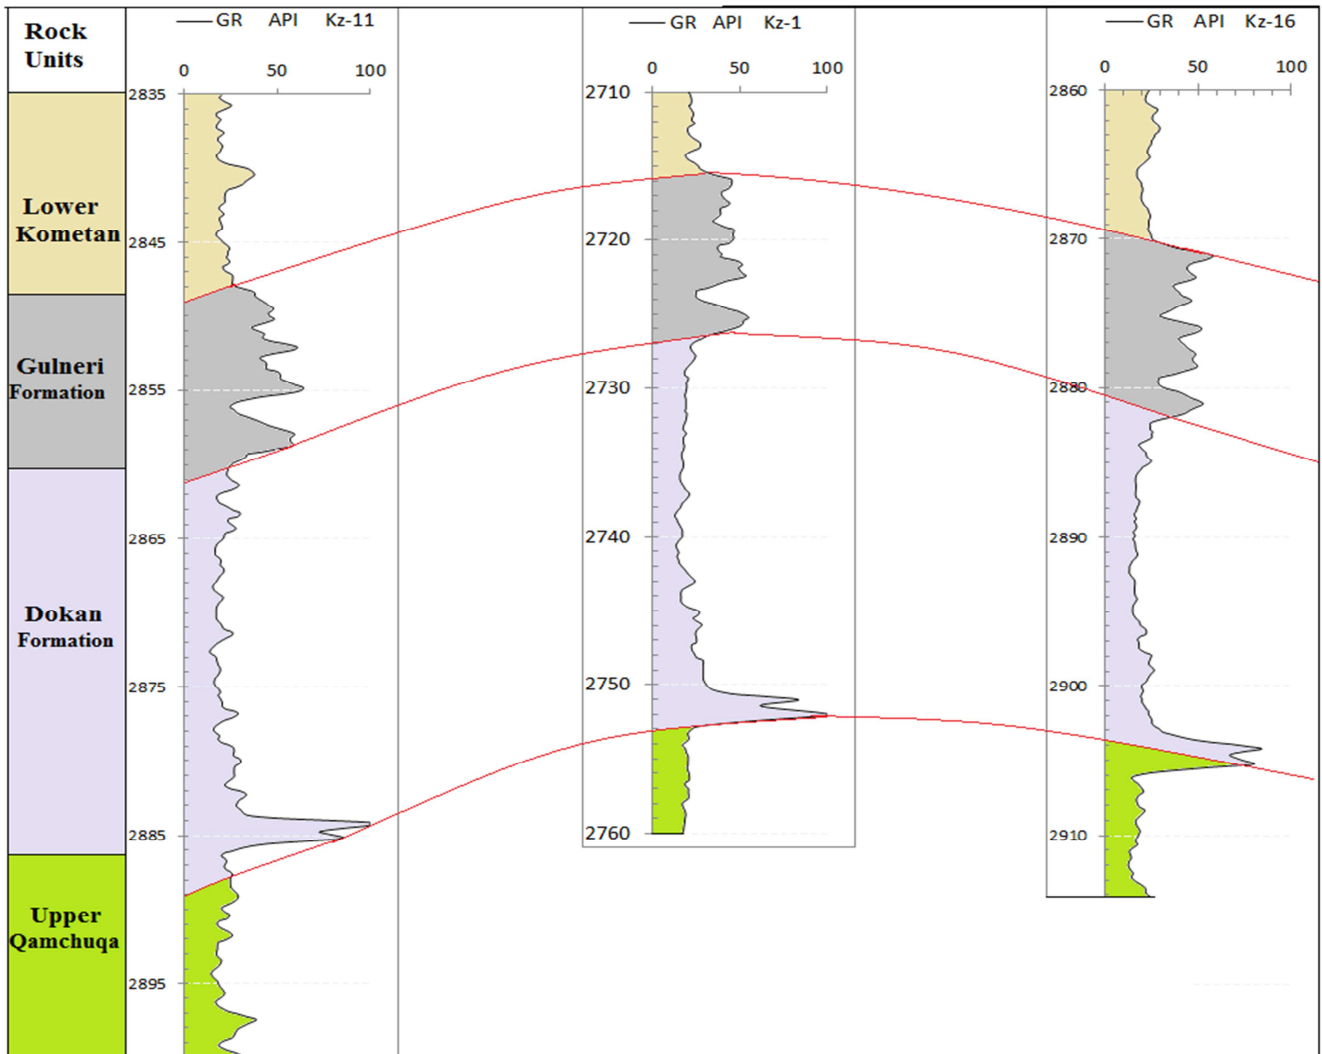 Rock
Units
GR API Kz-11
GR API Kz-1
GR API Kz-16
0 50 100
0 50 100
0 50 100
Lower
Kometan
Gulneri
Formation
Dokan
Formation
Upper
Qamchuqa
2835
2845
2855
2865
2875
2885
2895
2710
2720
2730
2740
2750
2760
2860
2870
2880
2890
2900
2910